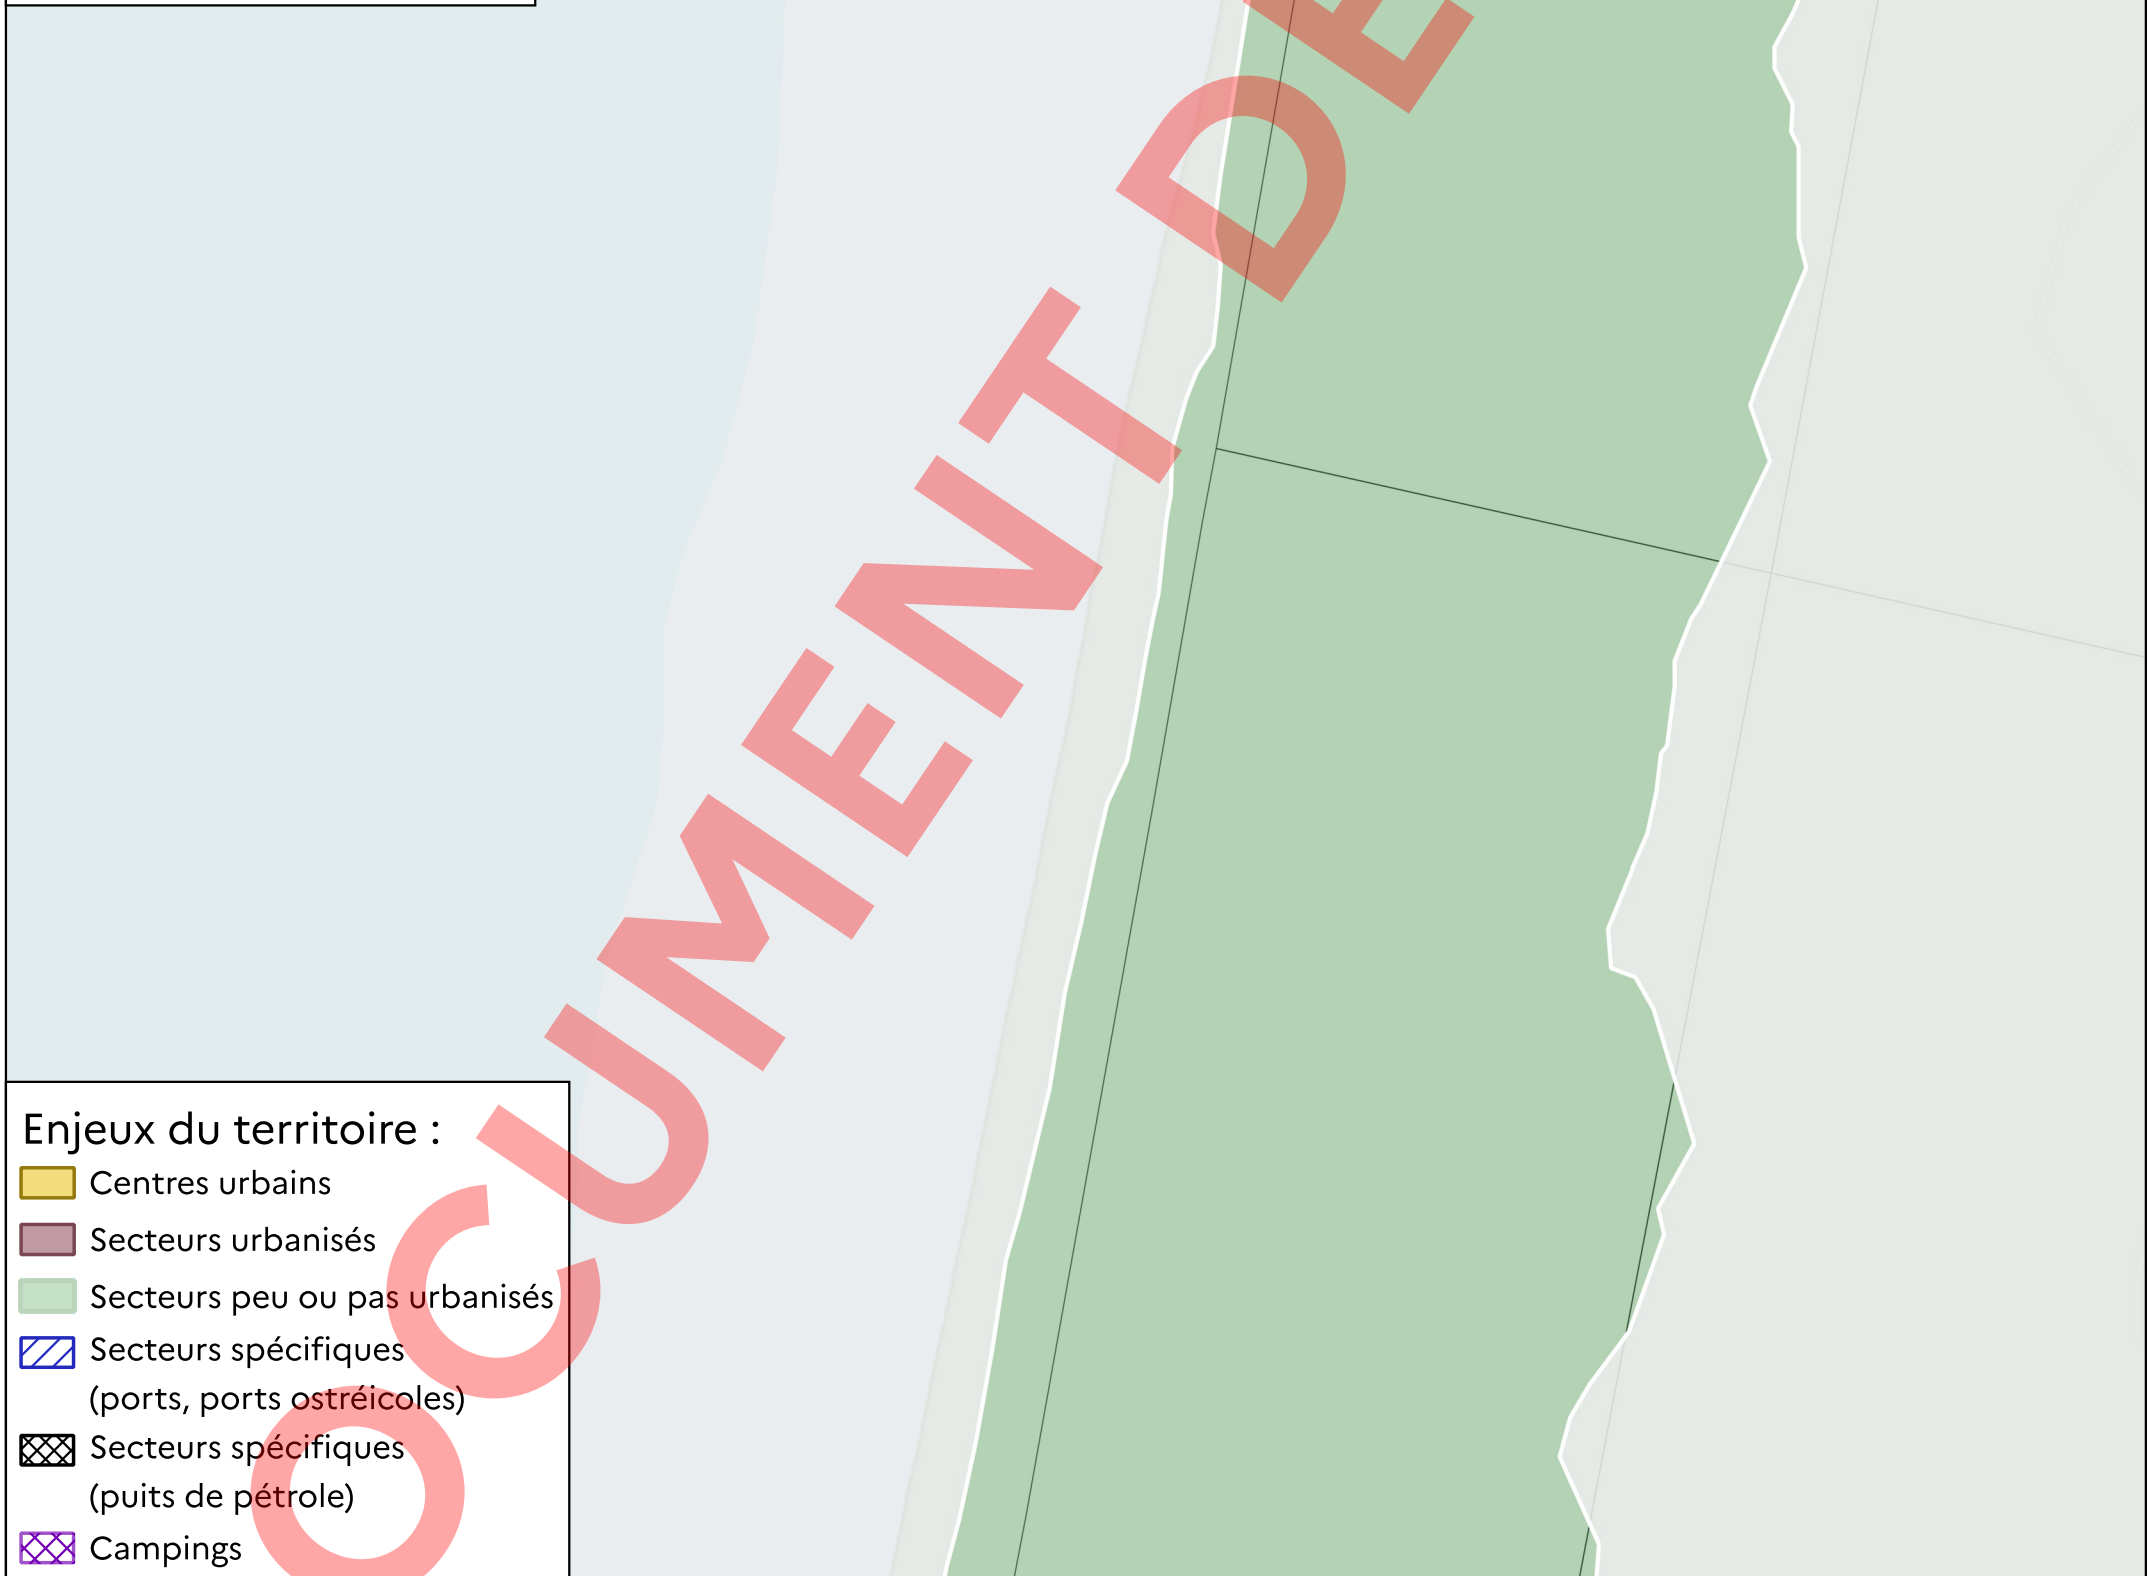 DOCUMENT DE
Enjeux du territoire :
Centres urbains
Secteurs urbanisés
Secteurs peu ou pas urbanisés
Secteurs spécifiques
(ports, ports ostréicoles)
Secteurs spécifiques
(puits de pétrole)
Campings